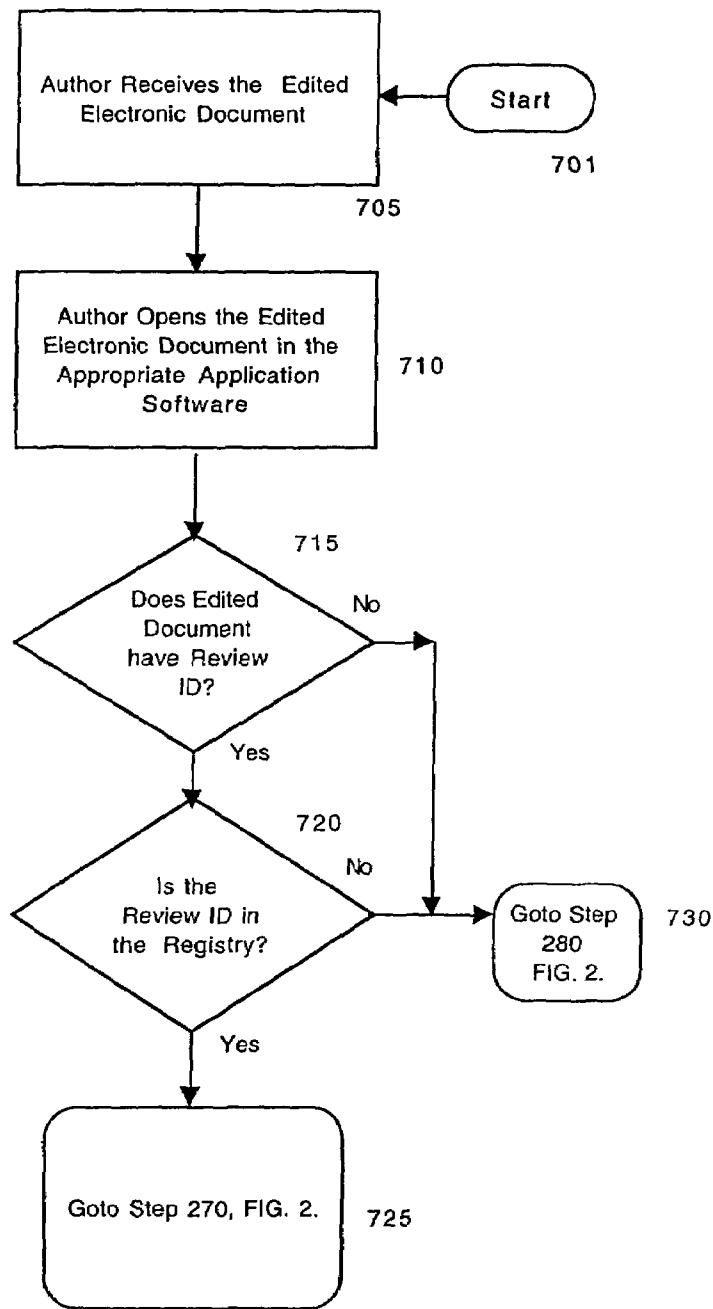 Start
701
Author Receives the Edited
Electronic Document
705
Author Opens the Edited
Electronic Document in the
Appropriate Application
Software
710
715
Does Edited
Document
have Review
ID?
No
Yes
720
Is the
Review ID in
the Registry?
No
Yes
Goto Step
280
FIG. 2.
730
Goto Step 270, FIG. 2.
725